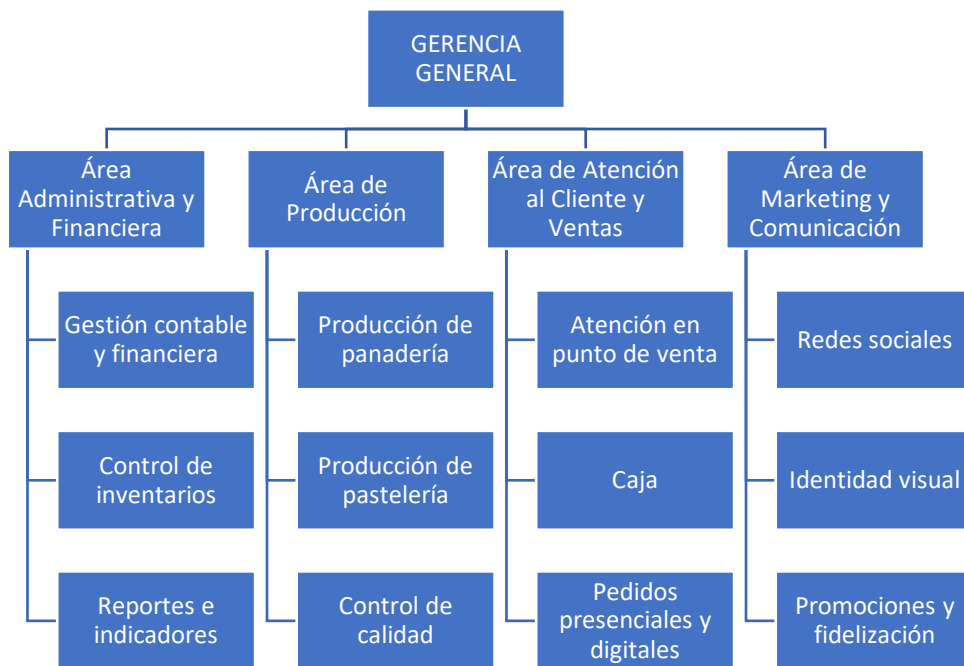 GERENCIA
GENERAL
Área
Administrativa y
Financiera
Gestión contable
y financiera
Control de
inventarios
Reportes e
indicadores
Área de
Producción
Producción de
panadería
Producción de
pastelería
Control de
calidad
Área de Atención
al Cliente y
Ventas
Atención en
punto de venta
Caja
Pedidos
presenciales y
digitales
Área de
Marketing y
Comunicación
Redes sociales
Identidad visual
Promociones y
fidelización